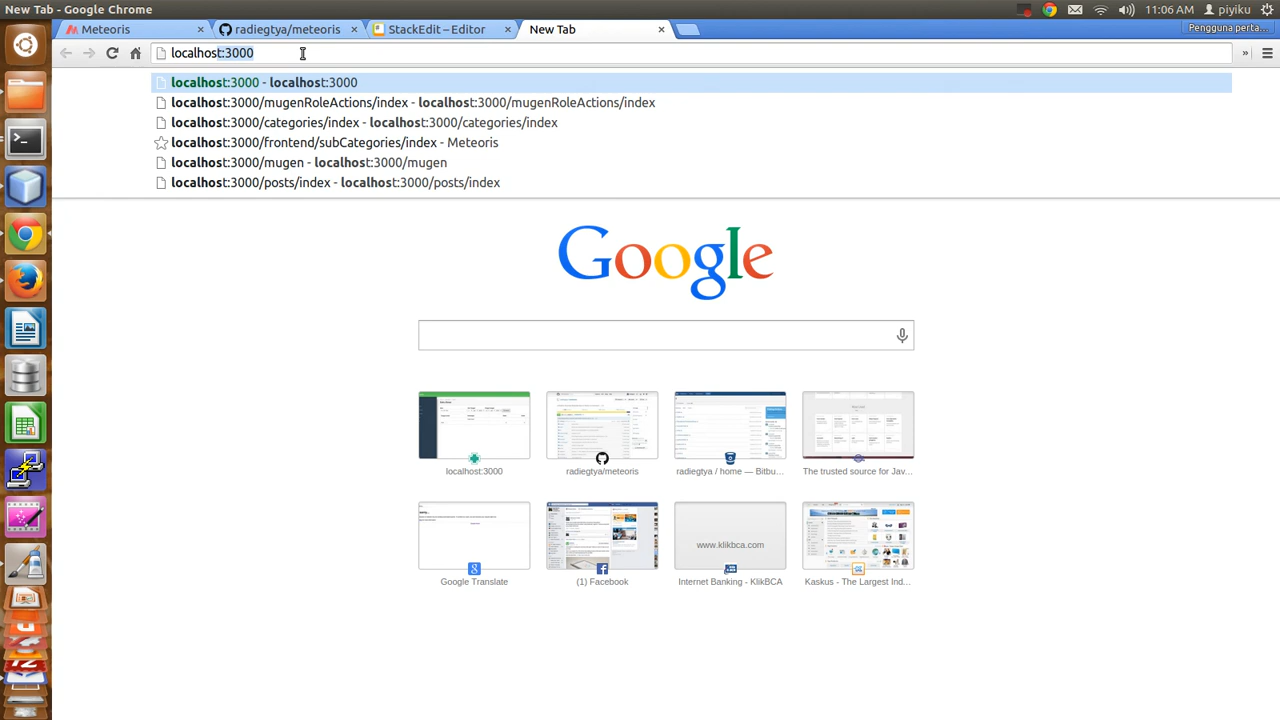 New Tab - Google Chrome
11:06 AM piyiku
Meteoris
radiegtya/meteoris
StackEdit – Editor
New Tab
Pengguna perta...
localhost:3000
»
localhost:3000 - localhost:3000
localhost:3000/mugenRoleActions/index - localhost:3000/mugenRoleActions/index
localhost:3000/categories/index - localhost:3000/categories/index
localhost:3000/frontend/subCategories/index - Meteoris
localhost:3000/mugen - localhost:3000/mugen
localhost:3000/posts/index - localhost:3000/posts/index
Google
localhost:3000
radiegtya/meteoris
radiegtya / home — Bitbu...
The trusted source for Jav...
www.klikbca.com
Google Translate
(1) Facebook
Internet Banking - KlikBCA
Kaskus - The Largest Ind...